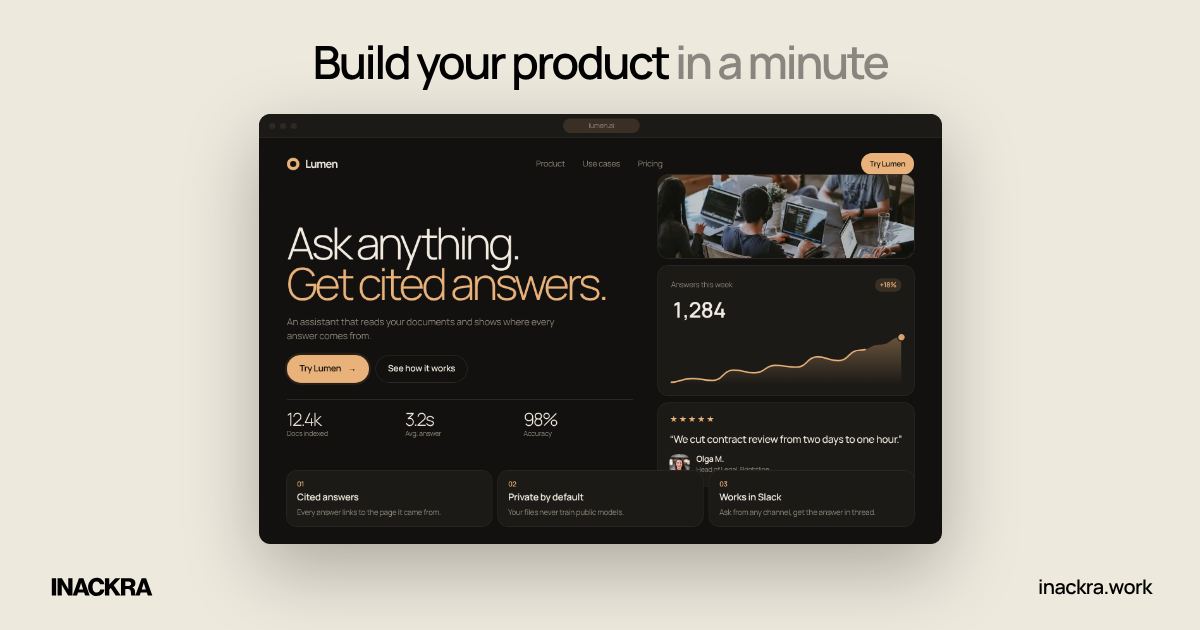 Build your product in a minute
lumen.ai
Lumen
Product
Use cases
Pricing
Try Lumen
Ask anything.
Get cited answers.
An assistant that reads your documents and shows where every
answer comes from.
Try Lumen →
See how it works
12.4k
Docs indexed
3.2s
Avg. answer
98%
Accuracy
Answers this week
+18%
1,284
★★★★★
“We cut contract review from two days to one hour.”
Olga M.
Head of Legal,
01
Cited answers
Every answer links to the page it came from.
02
Private by default
Your files never train public models.
03
Works in Slack
Ask from any channel, get the answer in thread.
INACKRA
inackra.work